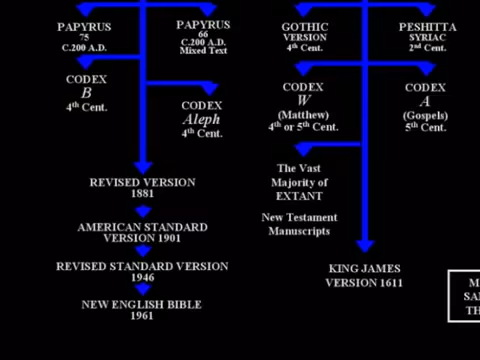 PAPYRUS
75
C.200 A.D.
PAPYRUS
66
C.200 A.D.
Mixed Text
GOTHIC
VERSION
4th Cent.
PESHITTA
SYRIAC
2nd Cent.
CODEX
B
4th Cent.
CODEX
Aleph
4th Cent.
CODEX
W
(Matthew)
4th or 5th Cent.
CODEX
A
(Gospels)
5th Cent.
The Vast
Majority of
EXTANT
New Testament
Manuscripts
REVISED VERSION
1881
AMERICAN STANDARD
VERSION 1901
REVISED STANDARD VERSION
1946
NEW ENGLISH BIBLE
1961
KING JAMES
VERSION 1611
M
SA
TH